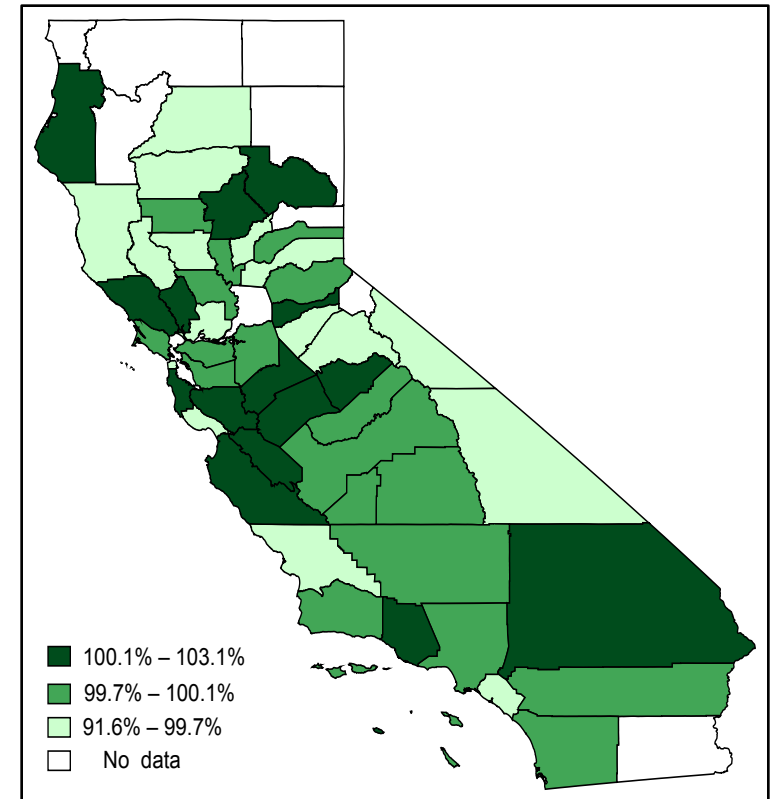 100.1% – 103.1%
99.7% – 100.1%
91.6% – 99.7%
No data